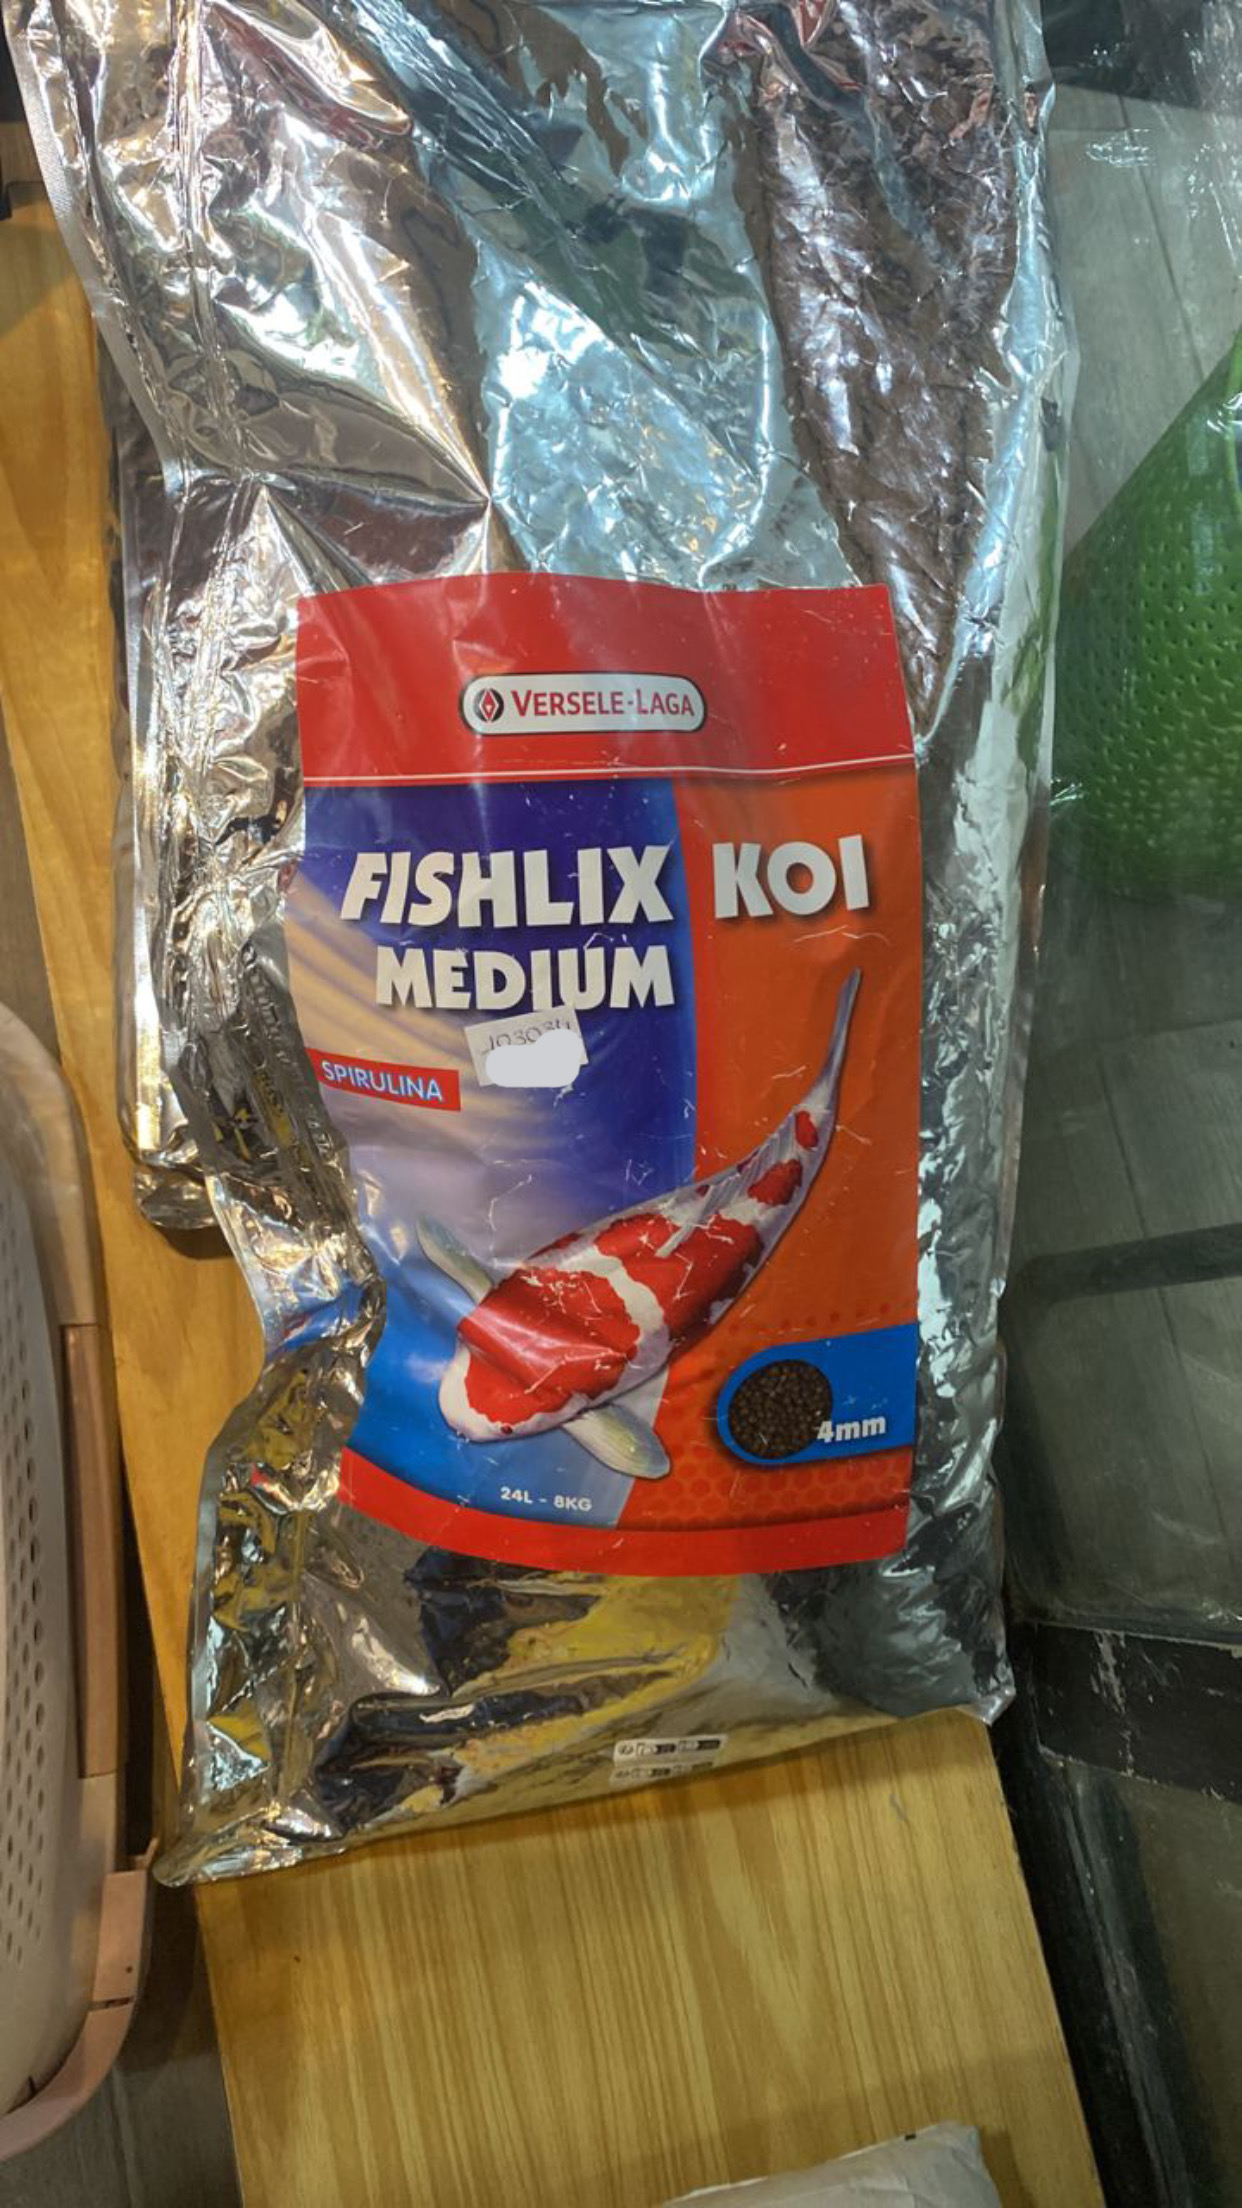 VERSELE-LAGA
FISHLIX KOI
MEDIUM
SPIRULINA
4mm
24L - 8KG